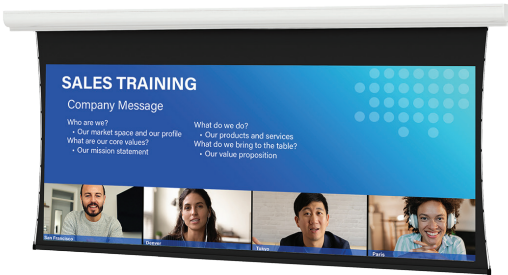 SALES TRAINING
Company Message
Who are we?
• Our market space and our profile
What are our core values?
• Our mission statement
What do we do?
• Our products and services
What do we bring to the table?
• Our value proposition
San Francisco
Denver
Tokyo
Paris